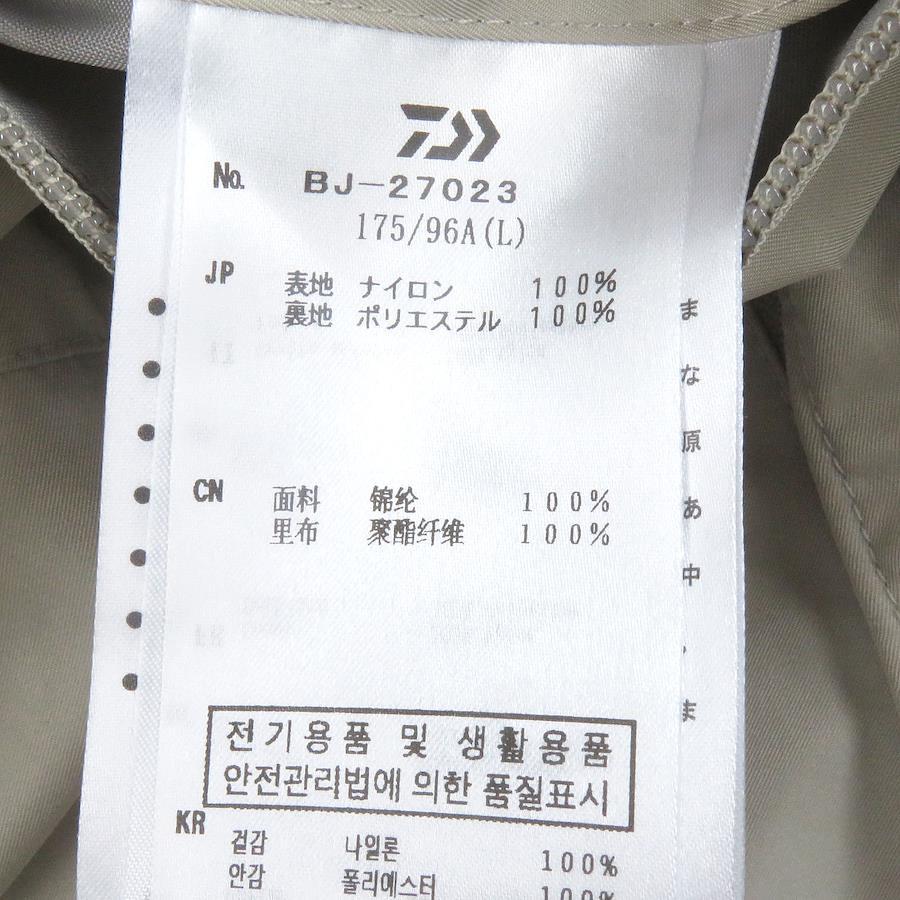 No. BJ-27023
175/96A(L)
JP
表地 ナイロン 100%
裏地 ポリエステル 100%
CN
面料 锦纶 100%
里布 聚酯纤维 100%
전기용품 및 생활용품
안전관리법에 의한 품질표시
KR
겉감 나일론 100%
안감 폴리에스터 100%
ま
な
原
あ
中
、
ま